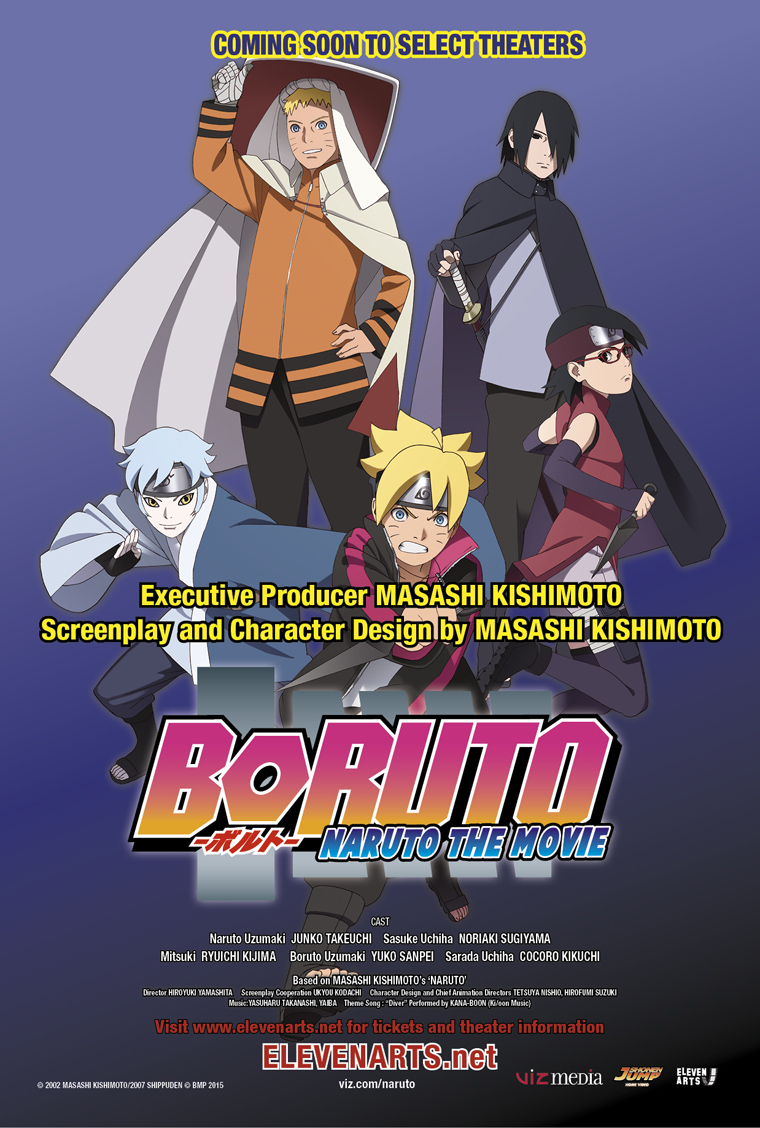 COMING SOON TO SELECT THEATERS
Executive Producer MASASHI KISHIMOTO
Screenplay and Character Design by MASASHI KISHIMOTO
BORUTO
-ボルト-
NARUTO THE MOVIE
CAST
Naruto Uzumaki JUNKO TAKEUCHI Sasuke Uchiha NORIAKI SUGIYAMA
Mitsuki RYUICHI KIJIMA Boruto Uzumaki YUKO SANPEI Sarada Uchiha COCORO KIKUCHI
Based on MASASHI KISHIMOTO's 'NARUTO'
Director HIROYUKI YAMASHITA Screenplay Cooperation UKYOU KODACHI Character Design and Chief Animation Directors TETSUYA NISHIO, HIROFUMI SUZUKI
Music:YASUHARU TAKANASHI, YAIBA Theme Song : "Diver" Performed by KANA-BOON (Ki/oon Music)
Visit www.elevenarts.net for tickets and theater information
ELEVENARTS.net
© 2002 MASASHI KISHIMOTO/2007 SHIPPUDEN © BMP 2015
viz.com/naruto
VIZ media
SHONEN JUMP HOME VIDEO
ELEVEN ARTS